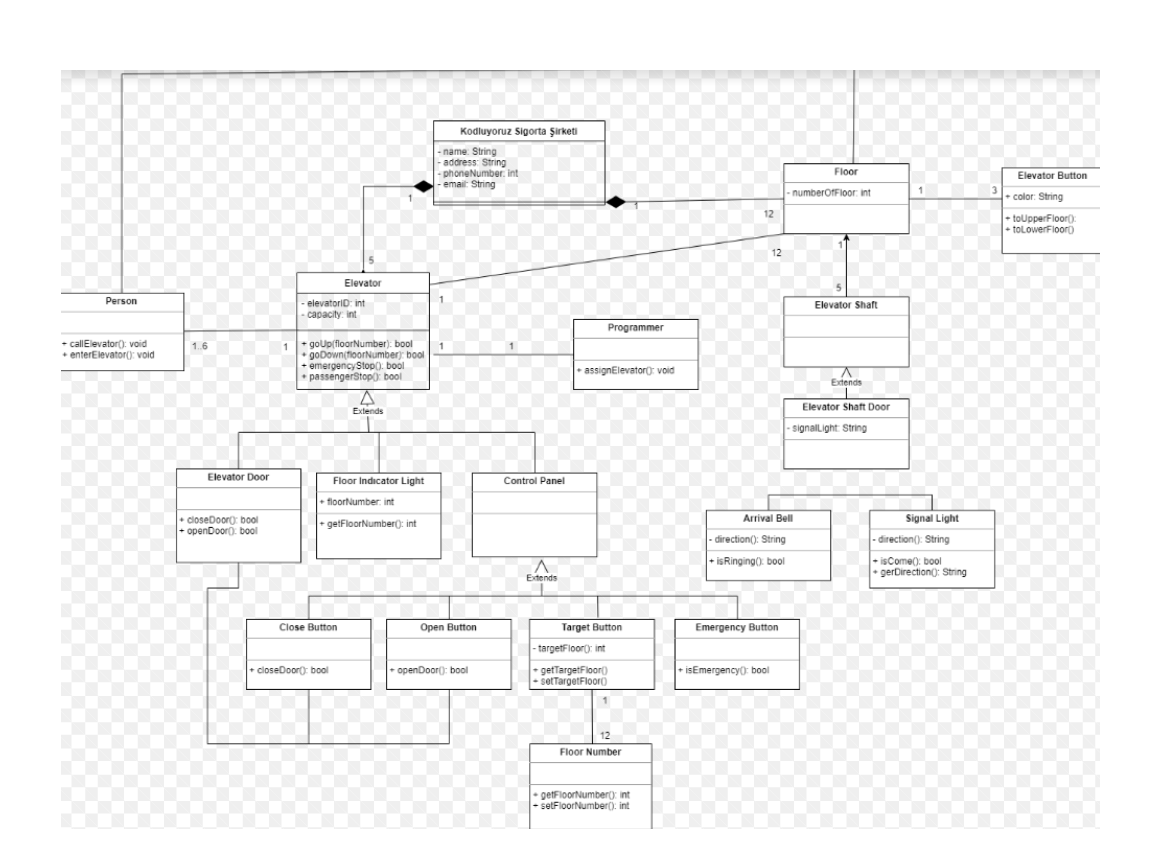 Kodluyoruz Sigorta Şirketi
- name: String
- address: String
- phoneNumber: int
- email: String
1
1
5
12
12
1
Floor
- numberOfFloor: int
1
3
Elevator Button
+ color: String
+ toUpperFloor():
+ toLowerFloor()
1
5
Elevator Shaft
Extends
Elevator Shaft Door
- signalLight: String
Person
+ callElevator(): void
+ enterElevator(): void
1..6
1
Elevator
- elevatorID: int
- capacity: int
+ goUp(floorNumber): bool
+ goDown(floorNumber): bool
+ emergencyStop(): bool
+ passengerStop(): bool
1
1
Programmer
+ assignElevator(): void
Extends
Elevator Door
+ closeDoor(): bool
+ openDoor(): bool
Floor Indicator Light
+ floorNumber: int
+ getFloorNumber(): int
Control Panel
Extends
Arrival Bell
- direction(): String
+ isRinging(): bool
Signal Light
- direction(): String
+ isCome(): bool
+ gerDirection(): String
Close Button
+ closeDoor(): bool
Open Button
+ openDoor(): bool
Target Button
- targetFloor(): int
+ getTargetFloor()
+ setTargetFloor()
Emergency Button
+ isEmergency(): bool
1
12
Floor Number
+ getFloorNumber(): int
+ setFloorNumber(): int